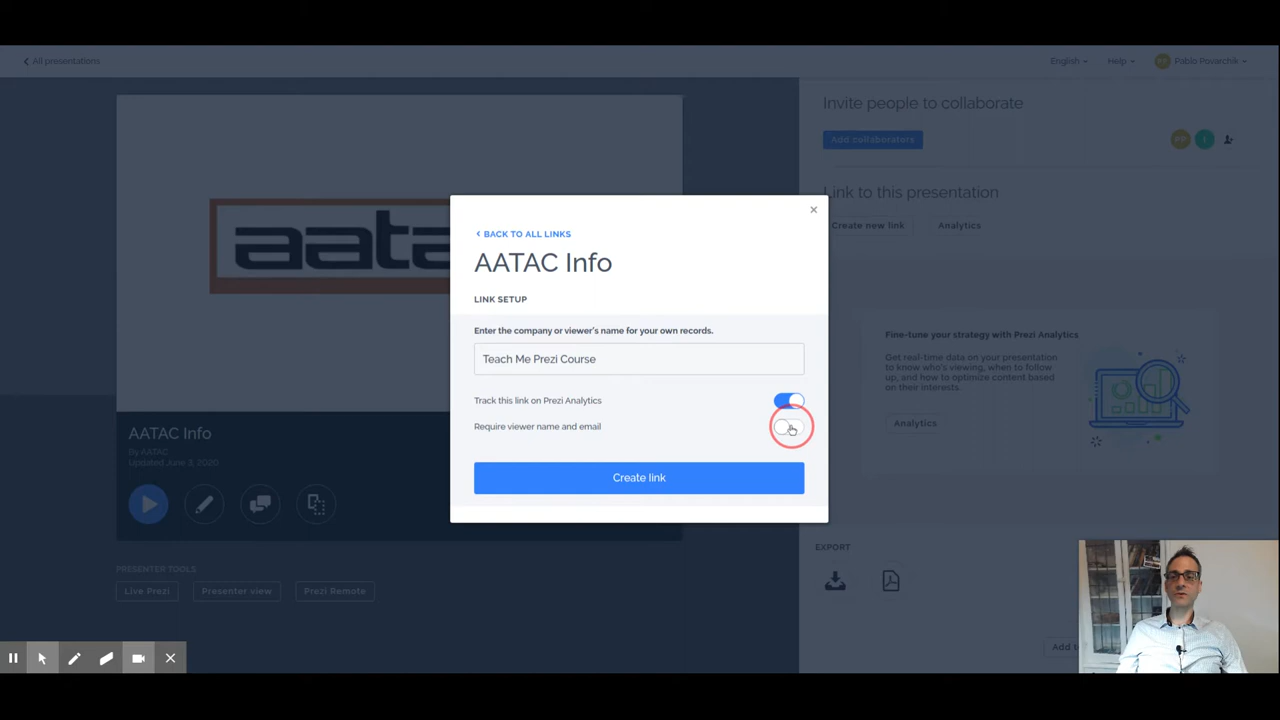 All presentations
English
Help
Pablo Povarchik
aatac
Invite people to collaborate
Add collaborators
Link to this presentation
Create new link
Analytics
BACK TO ALL LINKS
AATAC Info
LINK SETUP
Enter the company or viewer's name for your own records.
Teach Me Prezi Course
Track this link on Prezi Analytics
Require viewer name and email
Create link
Fine-tune your strategy with Prezi Analytics
Get real-time data on your presentation
to know who's viewing, when to follow
up, and how to optimize content based
on their interests.
Analytics
AATAC Info
By AATAC
Updated June 3, 2020
PRESENTER TOOLS
Live Prezi
Presenter view
Prezi Remote
EXPORT
Add